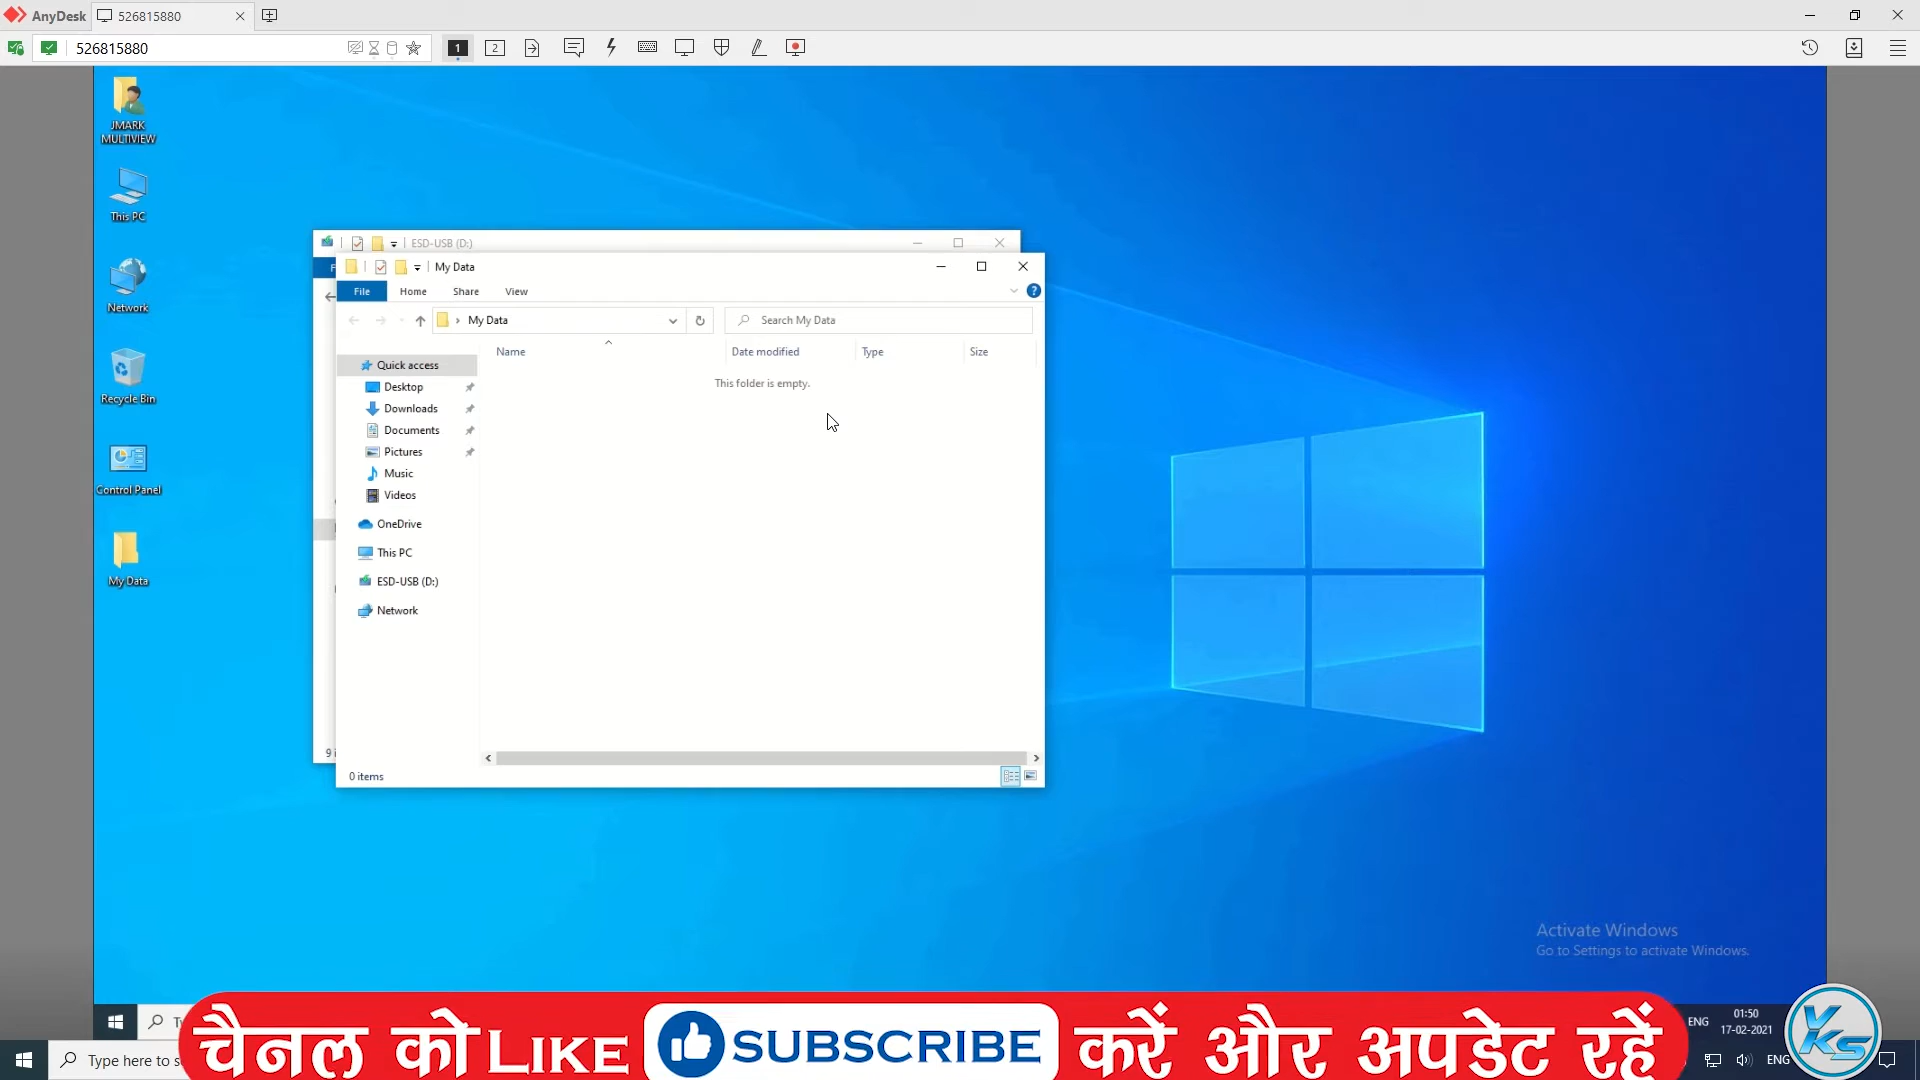 AnyDesk
526815880
526815880
1
2
JMARK
MULTIVIEW
This PC
Network
Recycle Bin
Control Panel
My Data
ESD-USB (D:)
My Data
File
Home
Share
View
My Data
Search My Data
Name
Date modified
Type
Size
This folder is empty.
Quick access
Desktop
Downloads
Documents
Pictures
Music
Videos
OneDrive
This PC
ESD-USB (D:)
Network
0 items
Activate Windows
Go to Settings to activate Windows.
ENG
01:50
17-02-2021
चैनल को LIKE SUBSCRIBE करें और अपडेट रहें
Type here to s
ENG
YKS